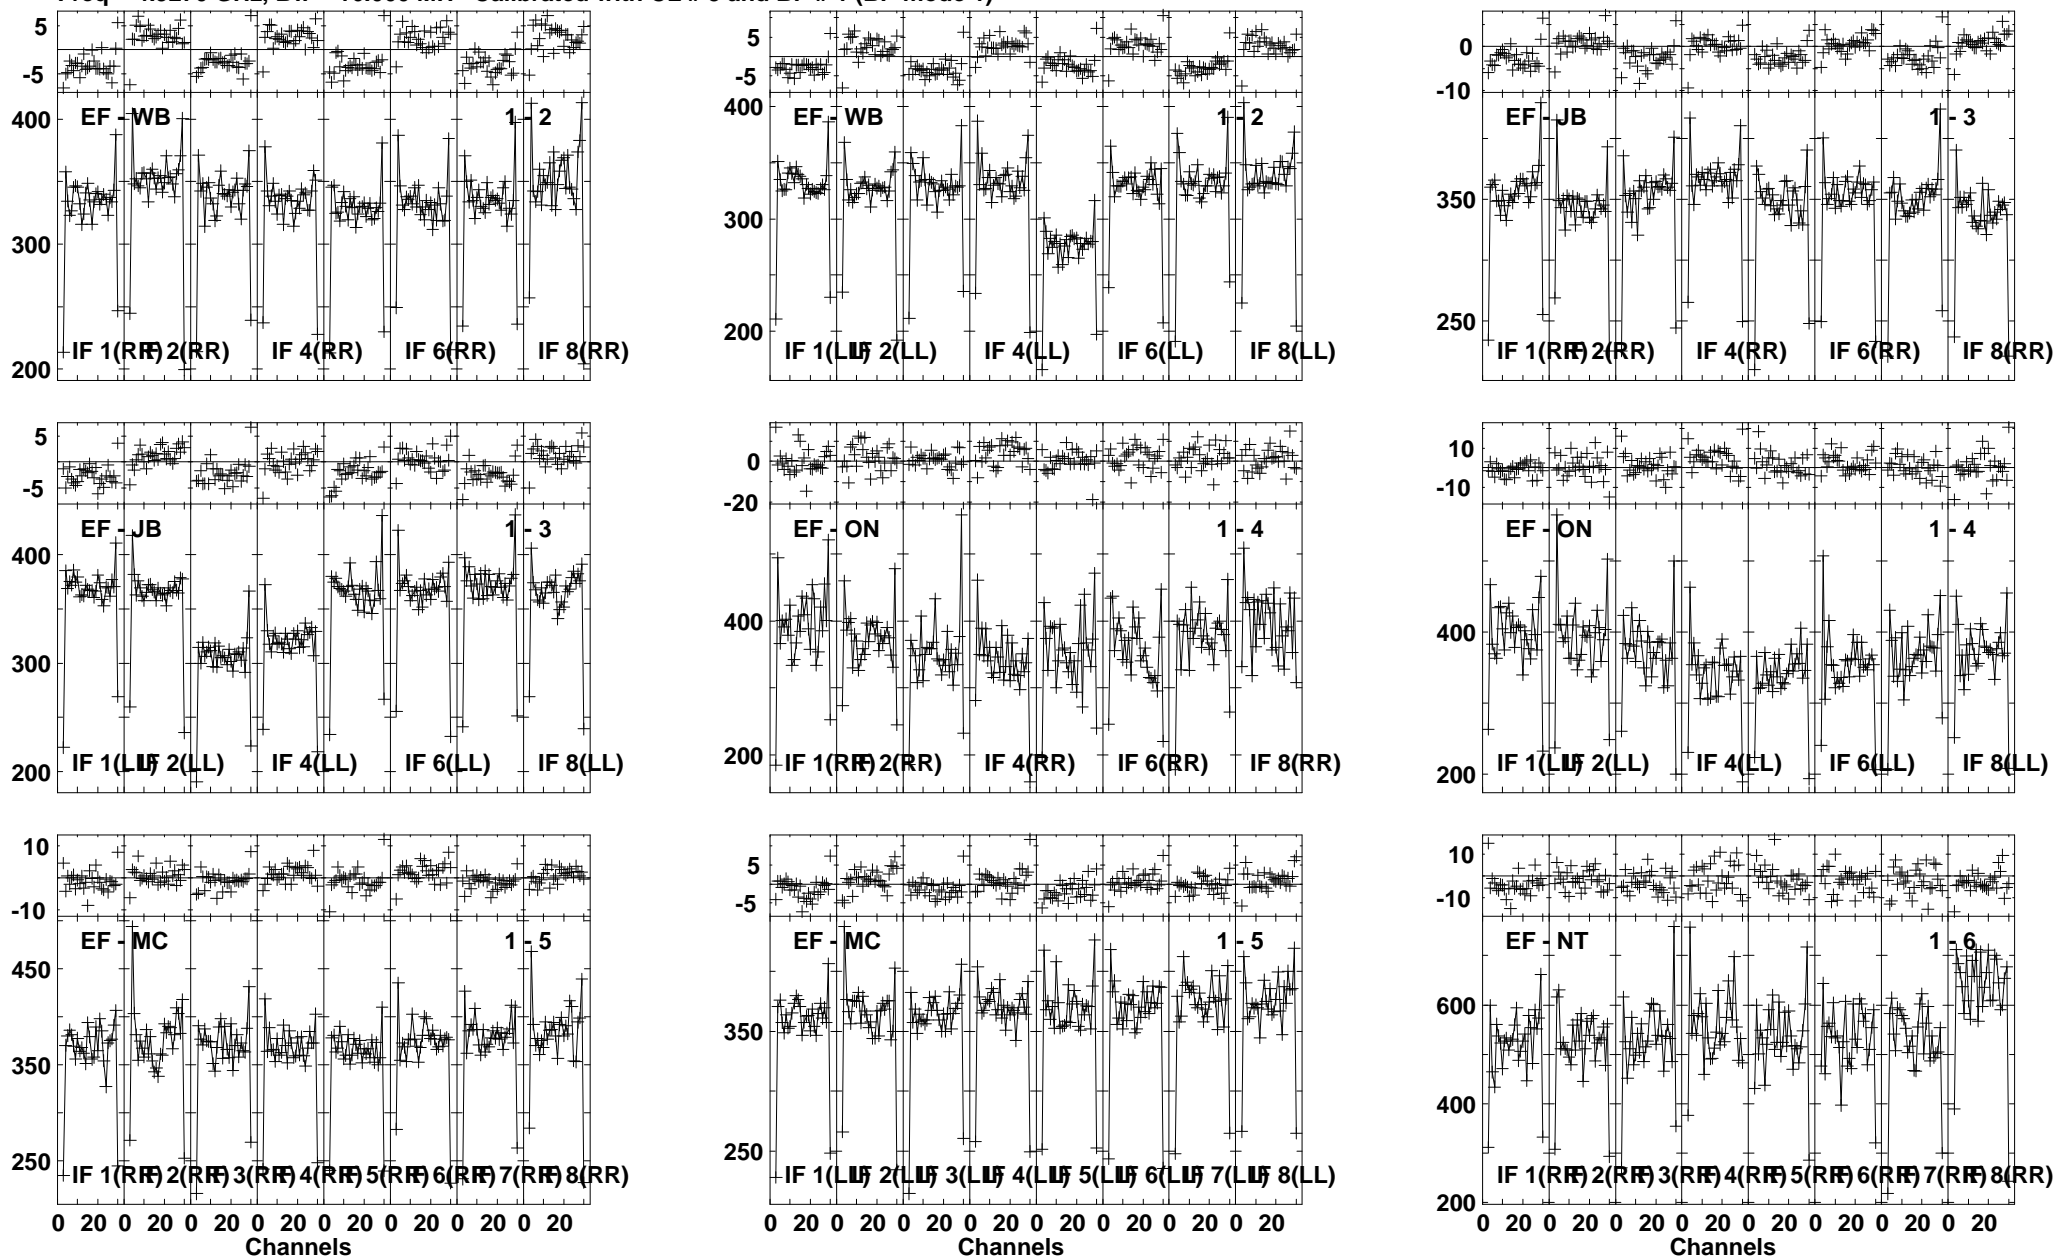 5
-5
400
300
200
EF - WB
1 - 2
IF 1(RR)
IF 2(RR)
IF 4(RR)
IF 6(RR)
IF 8(RR)
5
-5
400
300
200
EF - WB
1 - 2
IF 1(LL)
IF 2(LL)
IF 4(LL)
IF 6(LL)
IF 8(LL)
0
-10
350
250
EF - JB
1 - 3
IF 1(RR)
IF 2(RR)
IF 4(RR)
IF 6(RR)
IF 8(RR)
5
-5
400
300
200
EF - JB
1 - 3
IF 1(LL)
IF 2(LL)
IF 4(LL)
IF 6(LL)
IF 8(LL)
0
-20
400
200
EF - ON
1 - 4
IF 1(RR)
IF 2(RR)
IF 4(RR)
IF 6(RR)
IF 8(RR)
10
-10
400
200
EF - ON
1 - 4
IF 1(LL)
IF 2(LL)
IF 4(LL)
IF 6(LL)
IF 8(LL)
10
-10
450
350
250
EF - MC
1 - 5
IF 1(RR)
IF 2(RR)
IF 3(RR)
IF 4(RR)
IF 5(RR)
IF 6(RR)
IF 7(RR)
IF 8(RR)
0 20 0 20 0 20 0 20 0 20 0 20 0 20 0 20
Channels
5
-5
350
250
EF - MC
1 - 5
IF 1(LL)
IF 2(LL)
IF 3(LL)
IF 4(LL)
IF 5(LL)
IF 6(LL)
IF 7(LL)
IF 8(LL)
0 20 0 20 0 20 0 20 0 20 0 20 0 20 0 20
Channels
10
-10
600
400
200
EF - NT
1 - 6
IF 1(RR)
IF 2(RR)
IF 3(RR)
IF 4(RR)
IF 5(RR)
IF 6(RR)
IF 7(RR)
IF 8(RR)
0 20 0 20 0 20 0 20 0 20 0 20 0 20 0 20
Channels